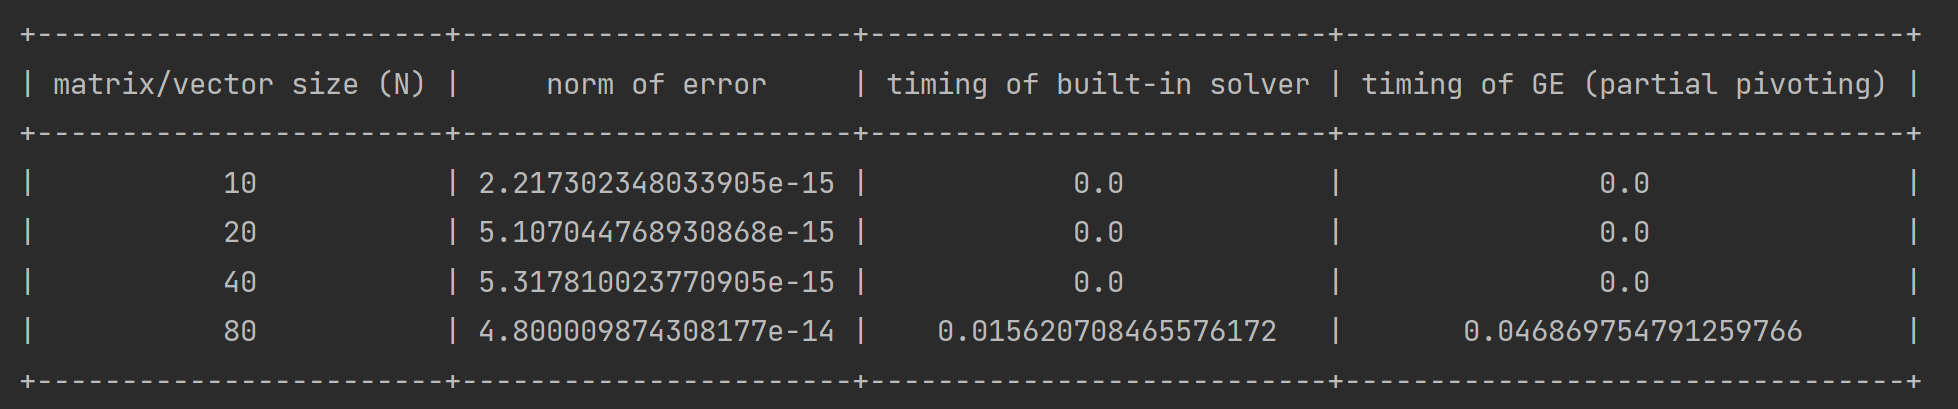 +------------------------+-----------------------+---------------------------+---------------------------------+
| matrix/vector size (N) |     norm of error     | timing of built-in solver | timing of GE (partial pivoting) |
+------------------------+-----------------------+---------------------------+---------------------------------+
|           10           | 2.217302348033905e-15 |            0.0            |               0.0               |
|           20           | 5.107044768930868e-15 |            0.0            |               0.0               |
|           40           | 5.317810023770905e-15 |            0.0            |               0.0               |
|           80           | 4.800009874308177e-14 |    0.015620708465576172   |       0.046869754791259766      |
+------------------------+-----------------------+---------------------------+---------------------------------+